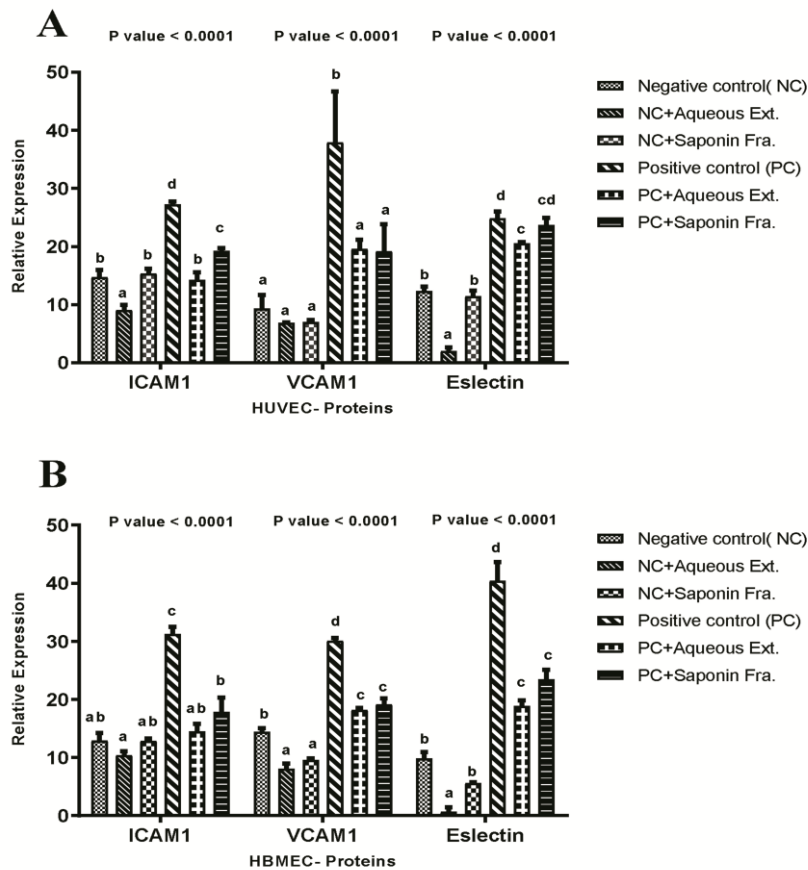 A
P value < 0.0001 P value < 0.0001 P value < 0.0001
50
40
30
20
10
0
Relative Expression
b a b d b c
a a a b a a
b a b d c cd
ICAM1 VCAM1 Eslectin
HUVEC- Proteins
Negative control( NC)
NC+Aqueous Ext.
NC+Saponin Fra.
Positive control (PC)
PC+Aqueous Ext.
PC+Saponin Fra.
B
P value < 0.0001 P value < 0.0001 P value < 0.0001
50
40
30
20
10
0
Relative Expression
ab a ab c ab b
b a a d c c
b a b d c c
ICAM1 VCAM1 Eslectin
HBMEC- Proteins
Negative control( NC)
NC+Aqueous Ext.
NC+Saponin Fra.
Positive control (PC)
PC+Aqueous Ext.
PC+Saponin Fra.